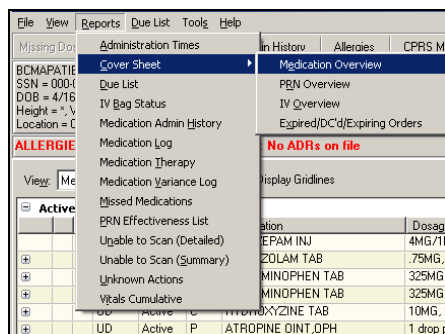 File View Reports Due List Tools Help
Missing Dos in History Allergies CPRS M
Administration Times
Cover Sheet
Medication Overview
PRN Overview
IV Overview
Expired/DC'd/Expiring Orders
Due List
IV Bag Status
Medication Admin History
Medication Log
Medication Therapy
Medication Variance Log
Missed Medications
PRN Effectiveness List
Unable to Scan (Detailed)
Unable to Scan (Summary)
Unknown Actions
Vitals Cumulative
BCMAPATIE
SSN = 000-
DOB = 4/16
Height = *, 
Location =
ALLERGIE : No ADRs on file
View: Me Display Gridlines
Active
ation Dosag
EPAM INJ 4MG/1
ZOLAM TAB .75MG,
MINOPHEN TAB 325MG
MINOPHEN TAB 325MG
UD Active C HYDROXYZINE TAB 10MG,
UD Active P ATROPINE OINT,OPH 1 drop